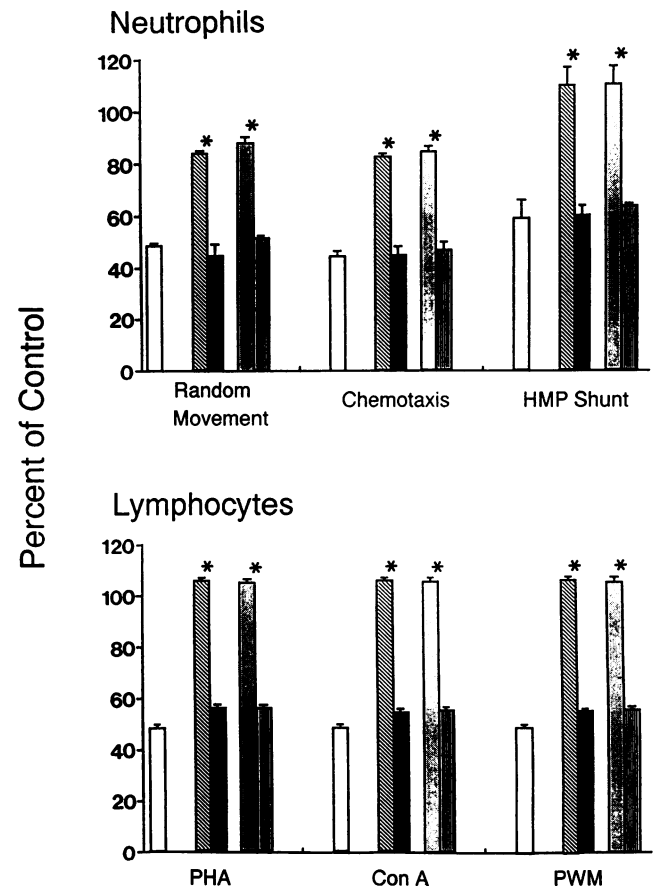 Neutrophils
120
100
80
60
40
20
0
* * * * * *
Random
Movement
Chemotaxis
HMP Shunt
Percent of Control
Lymphocytes
120
100
80
60
40
20
0
* * * * * *
PHA
Con A
PWM